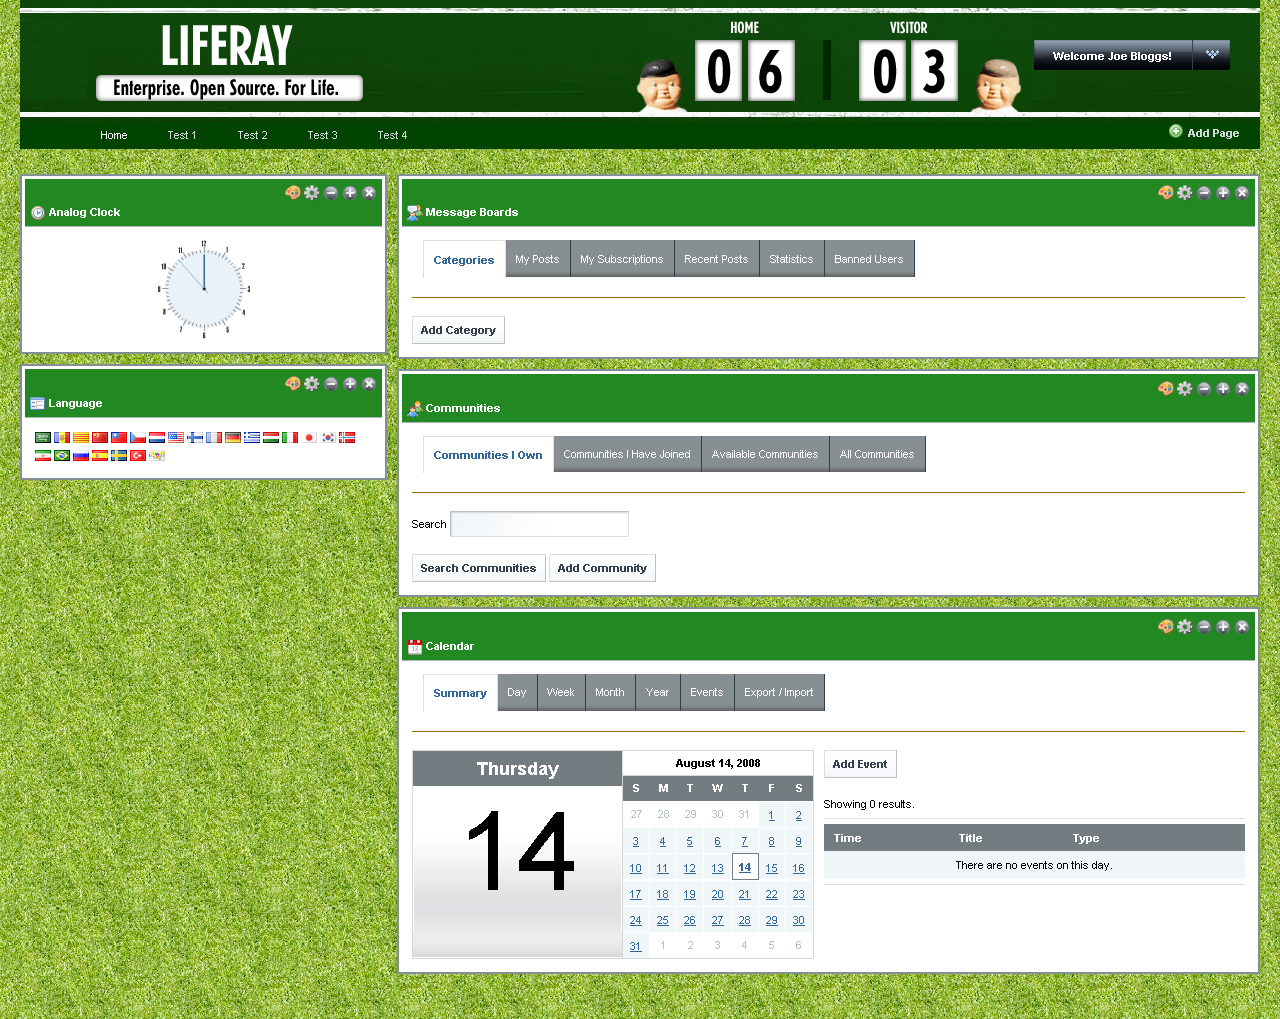 LIFERAY
Enterprise. Open Source. For Life.
HOME
VISITOR
06
03
Welcome Joe Bloggs!
Home
Test 1
Test 2
Test 3
Test 4
Add Page
Analog Clock
12
1
2
3
4
5
6
7
8
9
10
11
Language
Message Boards
Categories
My Posts
My Subscriptions
Recent Posts
Statistics
Banned Users
Add Category
Communities
Communities I Own
Communities I Have Joined
Available Communities
All Communities
Search
Search Communities
Add Community
Calendar
Summary
Day
Week
Month
Year
Events
Export / Import
Thursday
14
August 14, 2008
S M T W T F S
27 28 29 30 31 1 2
3 4 5 6 7 8 9
10 11 12 13 14 15 16
17 18 19 20 21 22 23
24 25 26 27 28 29 30
31 1 2 3 4 5 6
Add Event
Showing 0 results.
Time Title Type
There are no events on this day.